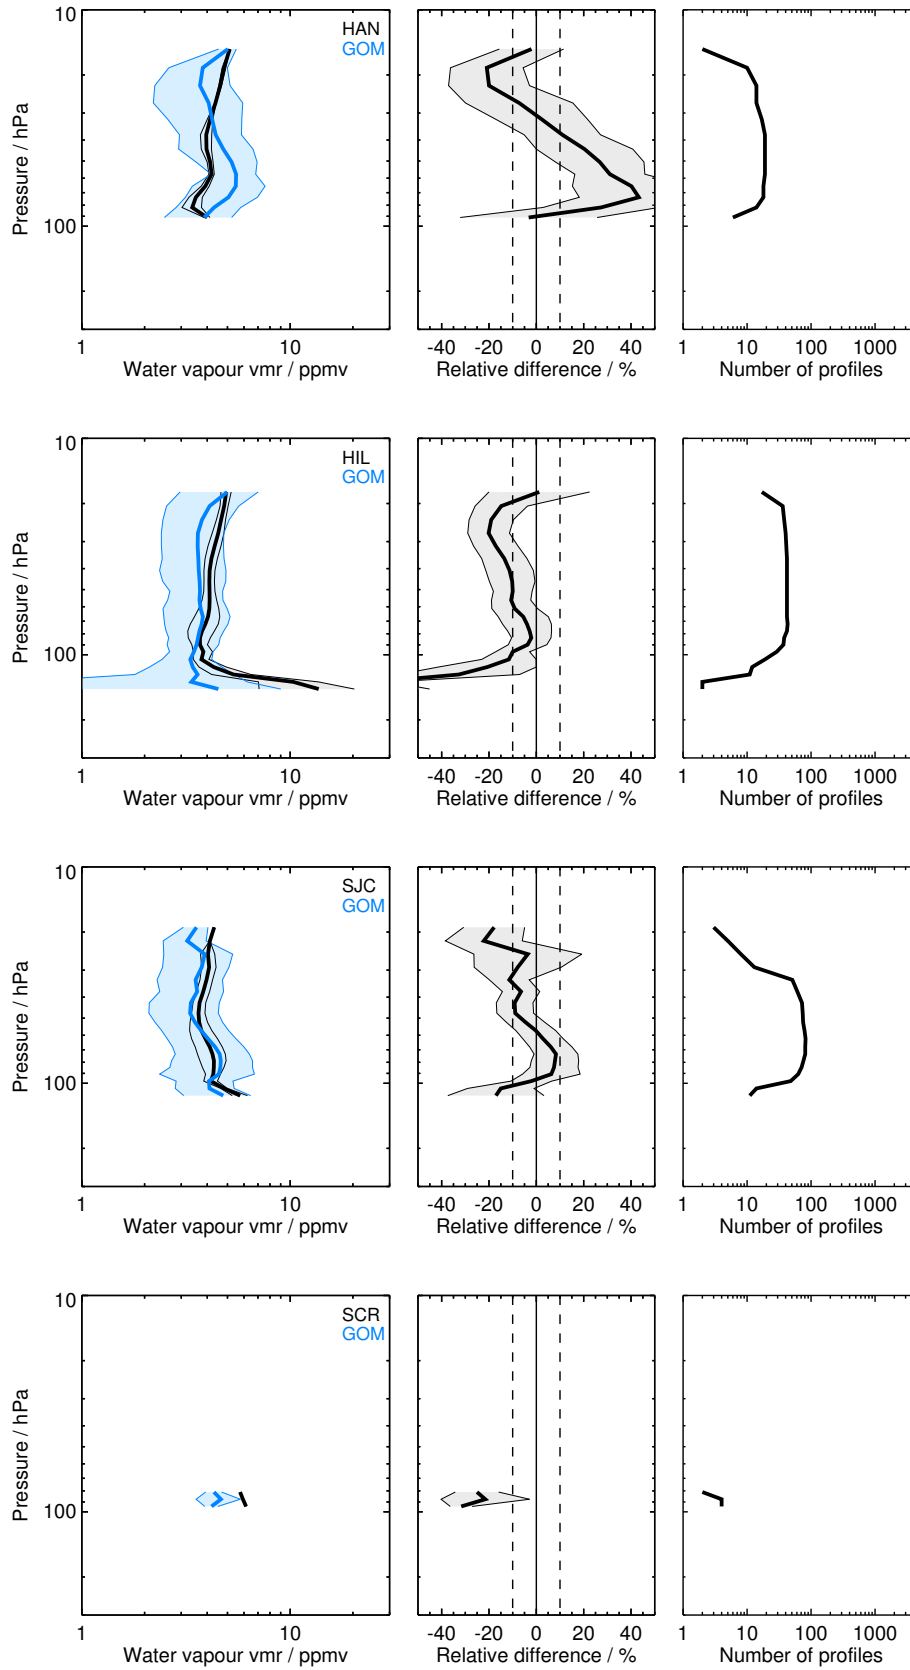 HAN
GOM
10
100
Pressure / hPa
1
10
Water vapour vmr / ppmv
-40 -20 0 20 40
Relative difference / %
1 10 100 1000
Number of profiles
HIL
GOM
10
100
Pressure / hPa
1
10
Water vapour vmr / ppmv
-40 -20 0 20 40
Relative difference / %
1 10 100 1000
Number of profiles
SJC
GOM
10
100
Pressure / hPa
1
10
Water vapour vmr / ppmv
-40 -20 0 20 40
Relative difference / %
1 10 100 1000
Number of profiles
SCR
GOM
10
100
Pressure / hPa
1
10
Water vapour vmr / ppmv
-40 -20 0 20 40
Relative difference / %
1 10 100 1000
Number of profiles